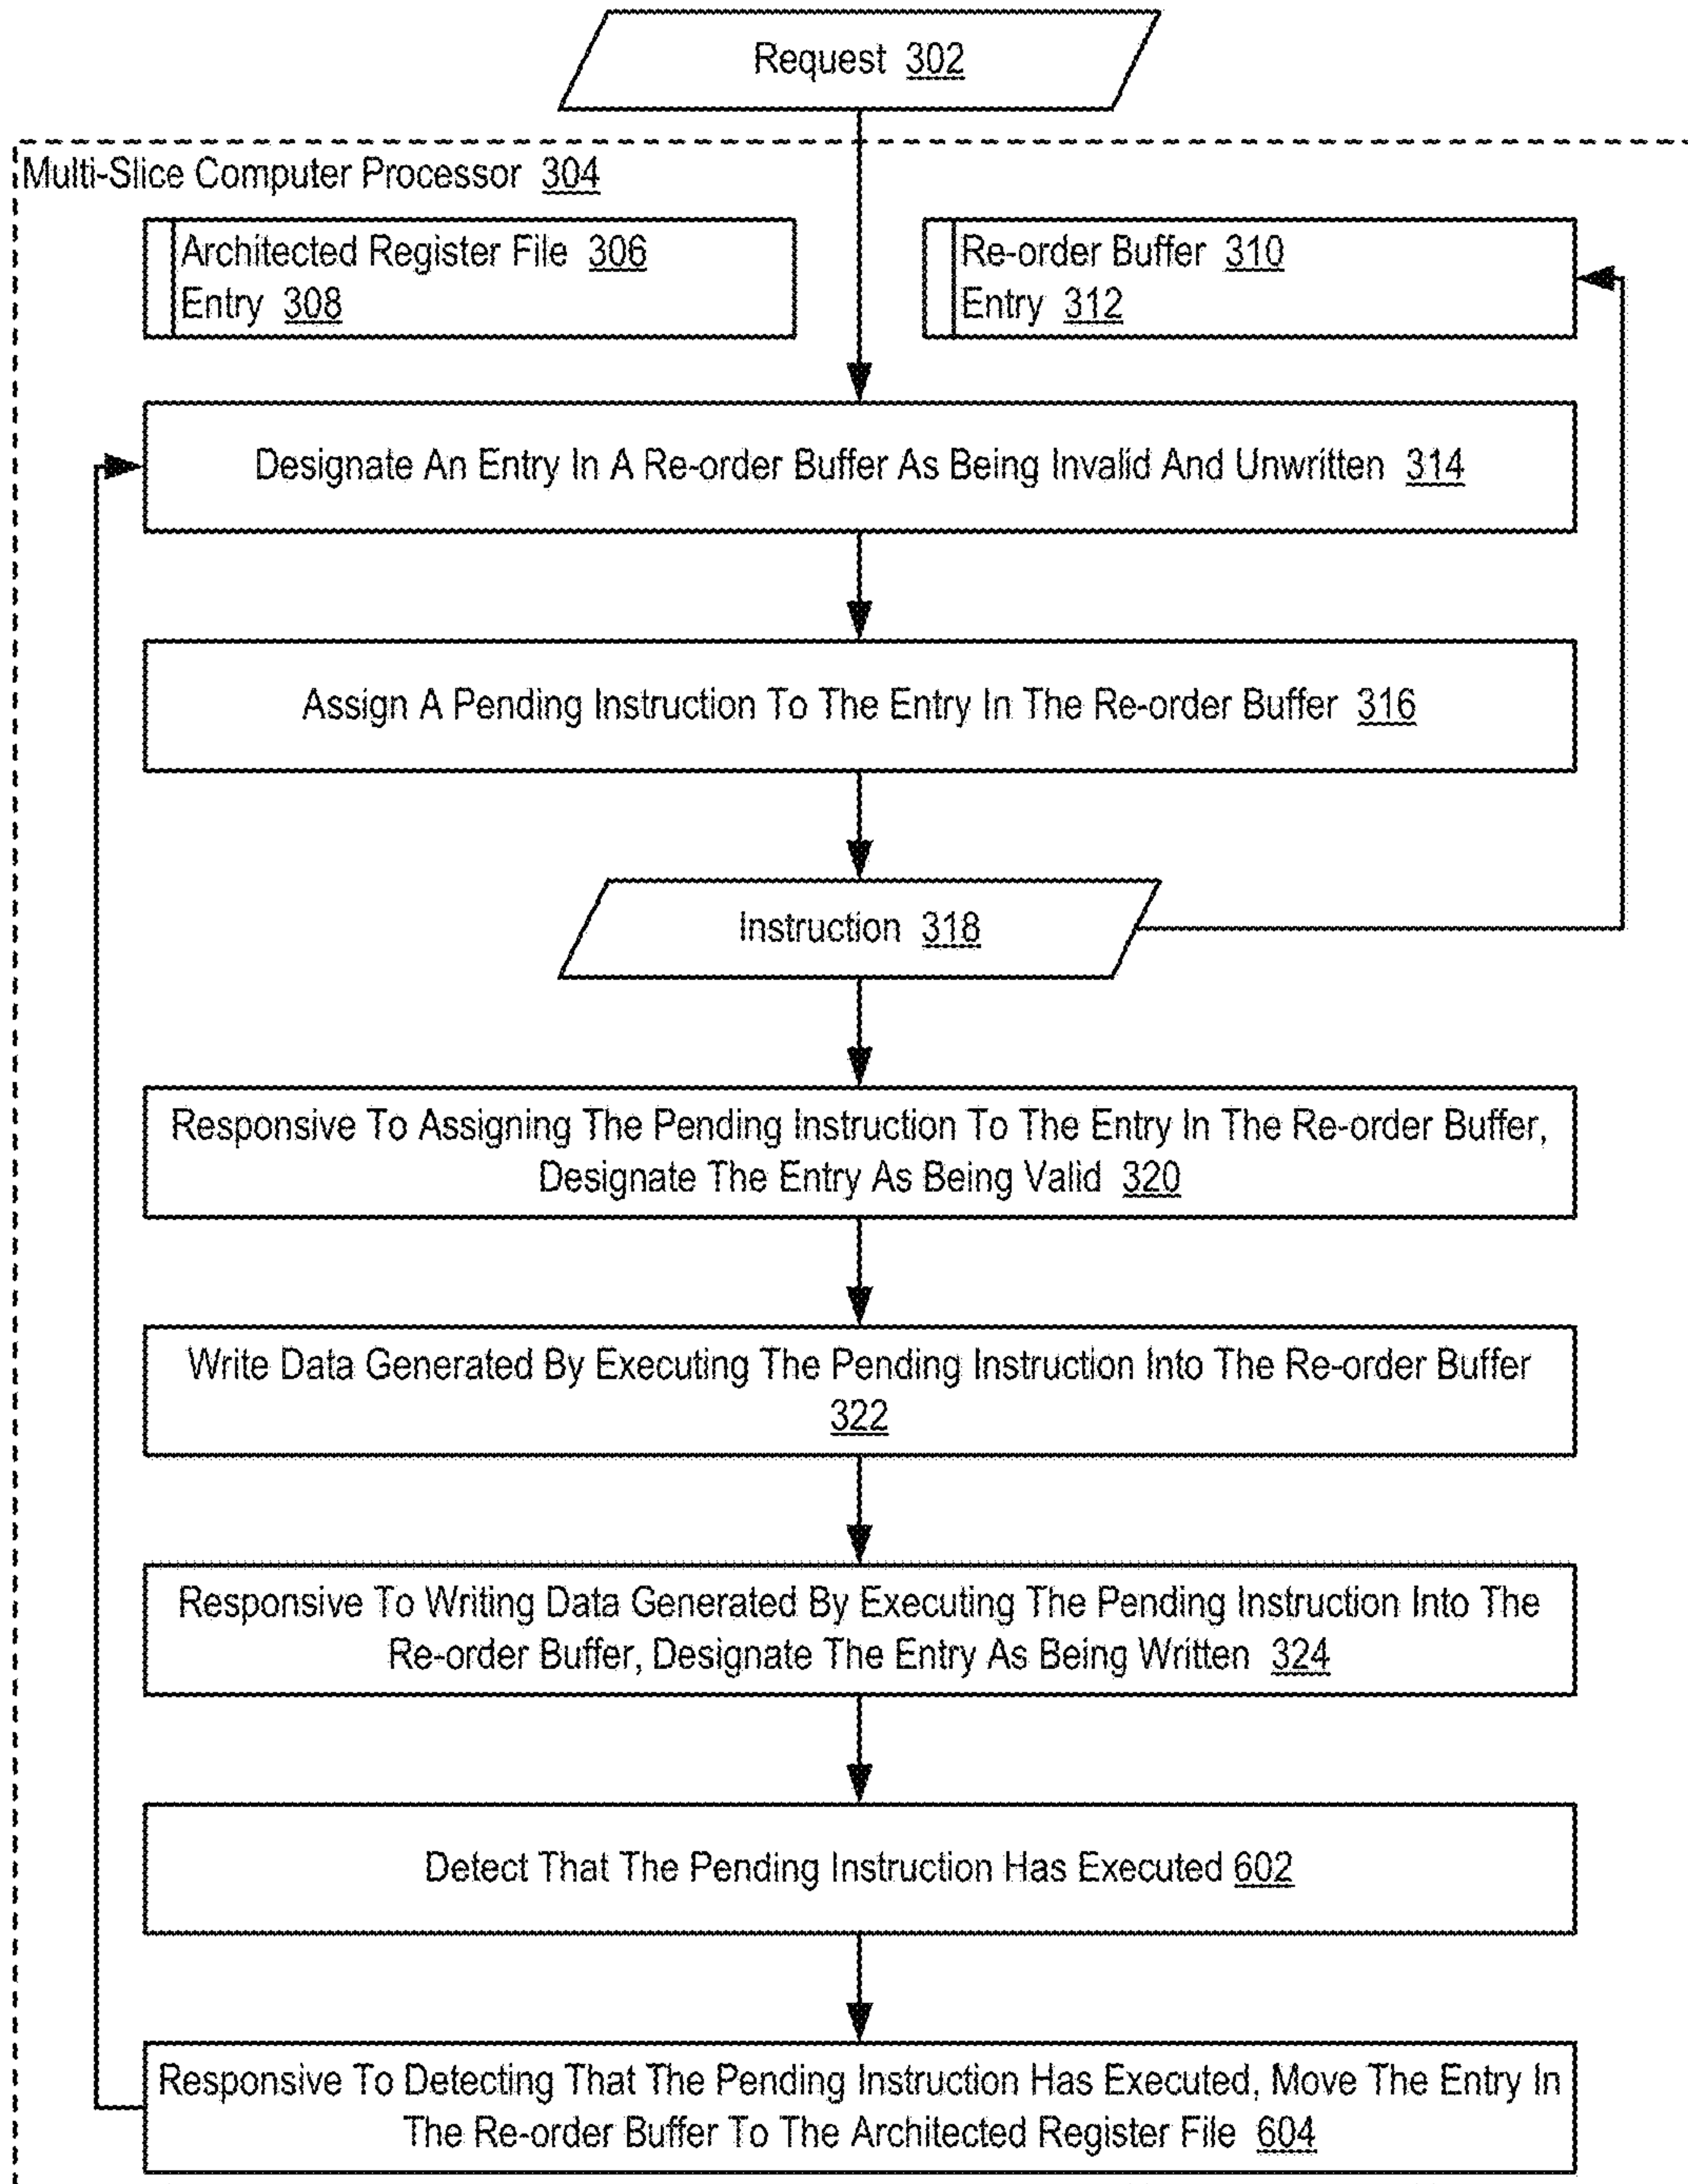 Request 302
Multi-Slice Computer Processor 304
Architected Register File 306
Entry 308
Re-order Buffer 310
Entry 312
Designate An Entry In A Re-order Buffer As Being Invalid And Unwritten 314
Assign A Pending Instruction To The Entry In The Re-order Buffer 316
Instruction 318
Responsive To Assigning The Pending Instruction To The Entry In The Re-order Buffer,
Designate The Entry As Being Valid 320
Write Data Generated By Executing The Pending Instruction Into The Re-order Buffer
322
Responsive To Writing Data Generated By Executing The Pending Instruction Into The
Re-order Buffer, Designate The Entry As Being Written 324
Detect That The Pending Instruction Has Executed 602
Responsive To Detecting That The Pending Instruction Has Executed, Move The Entry In
The Re-order Buffer To The Architected Register File 604